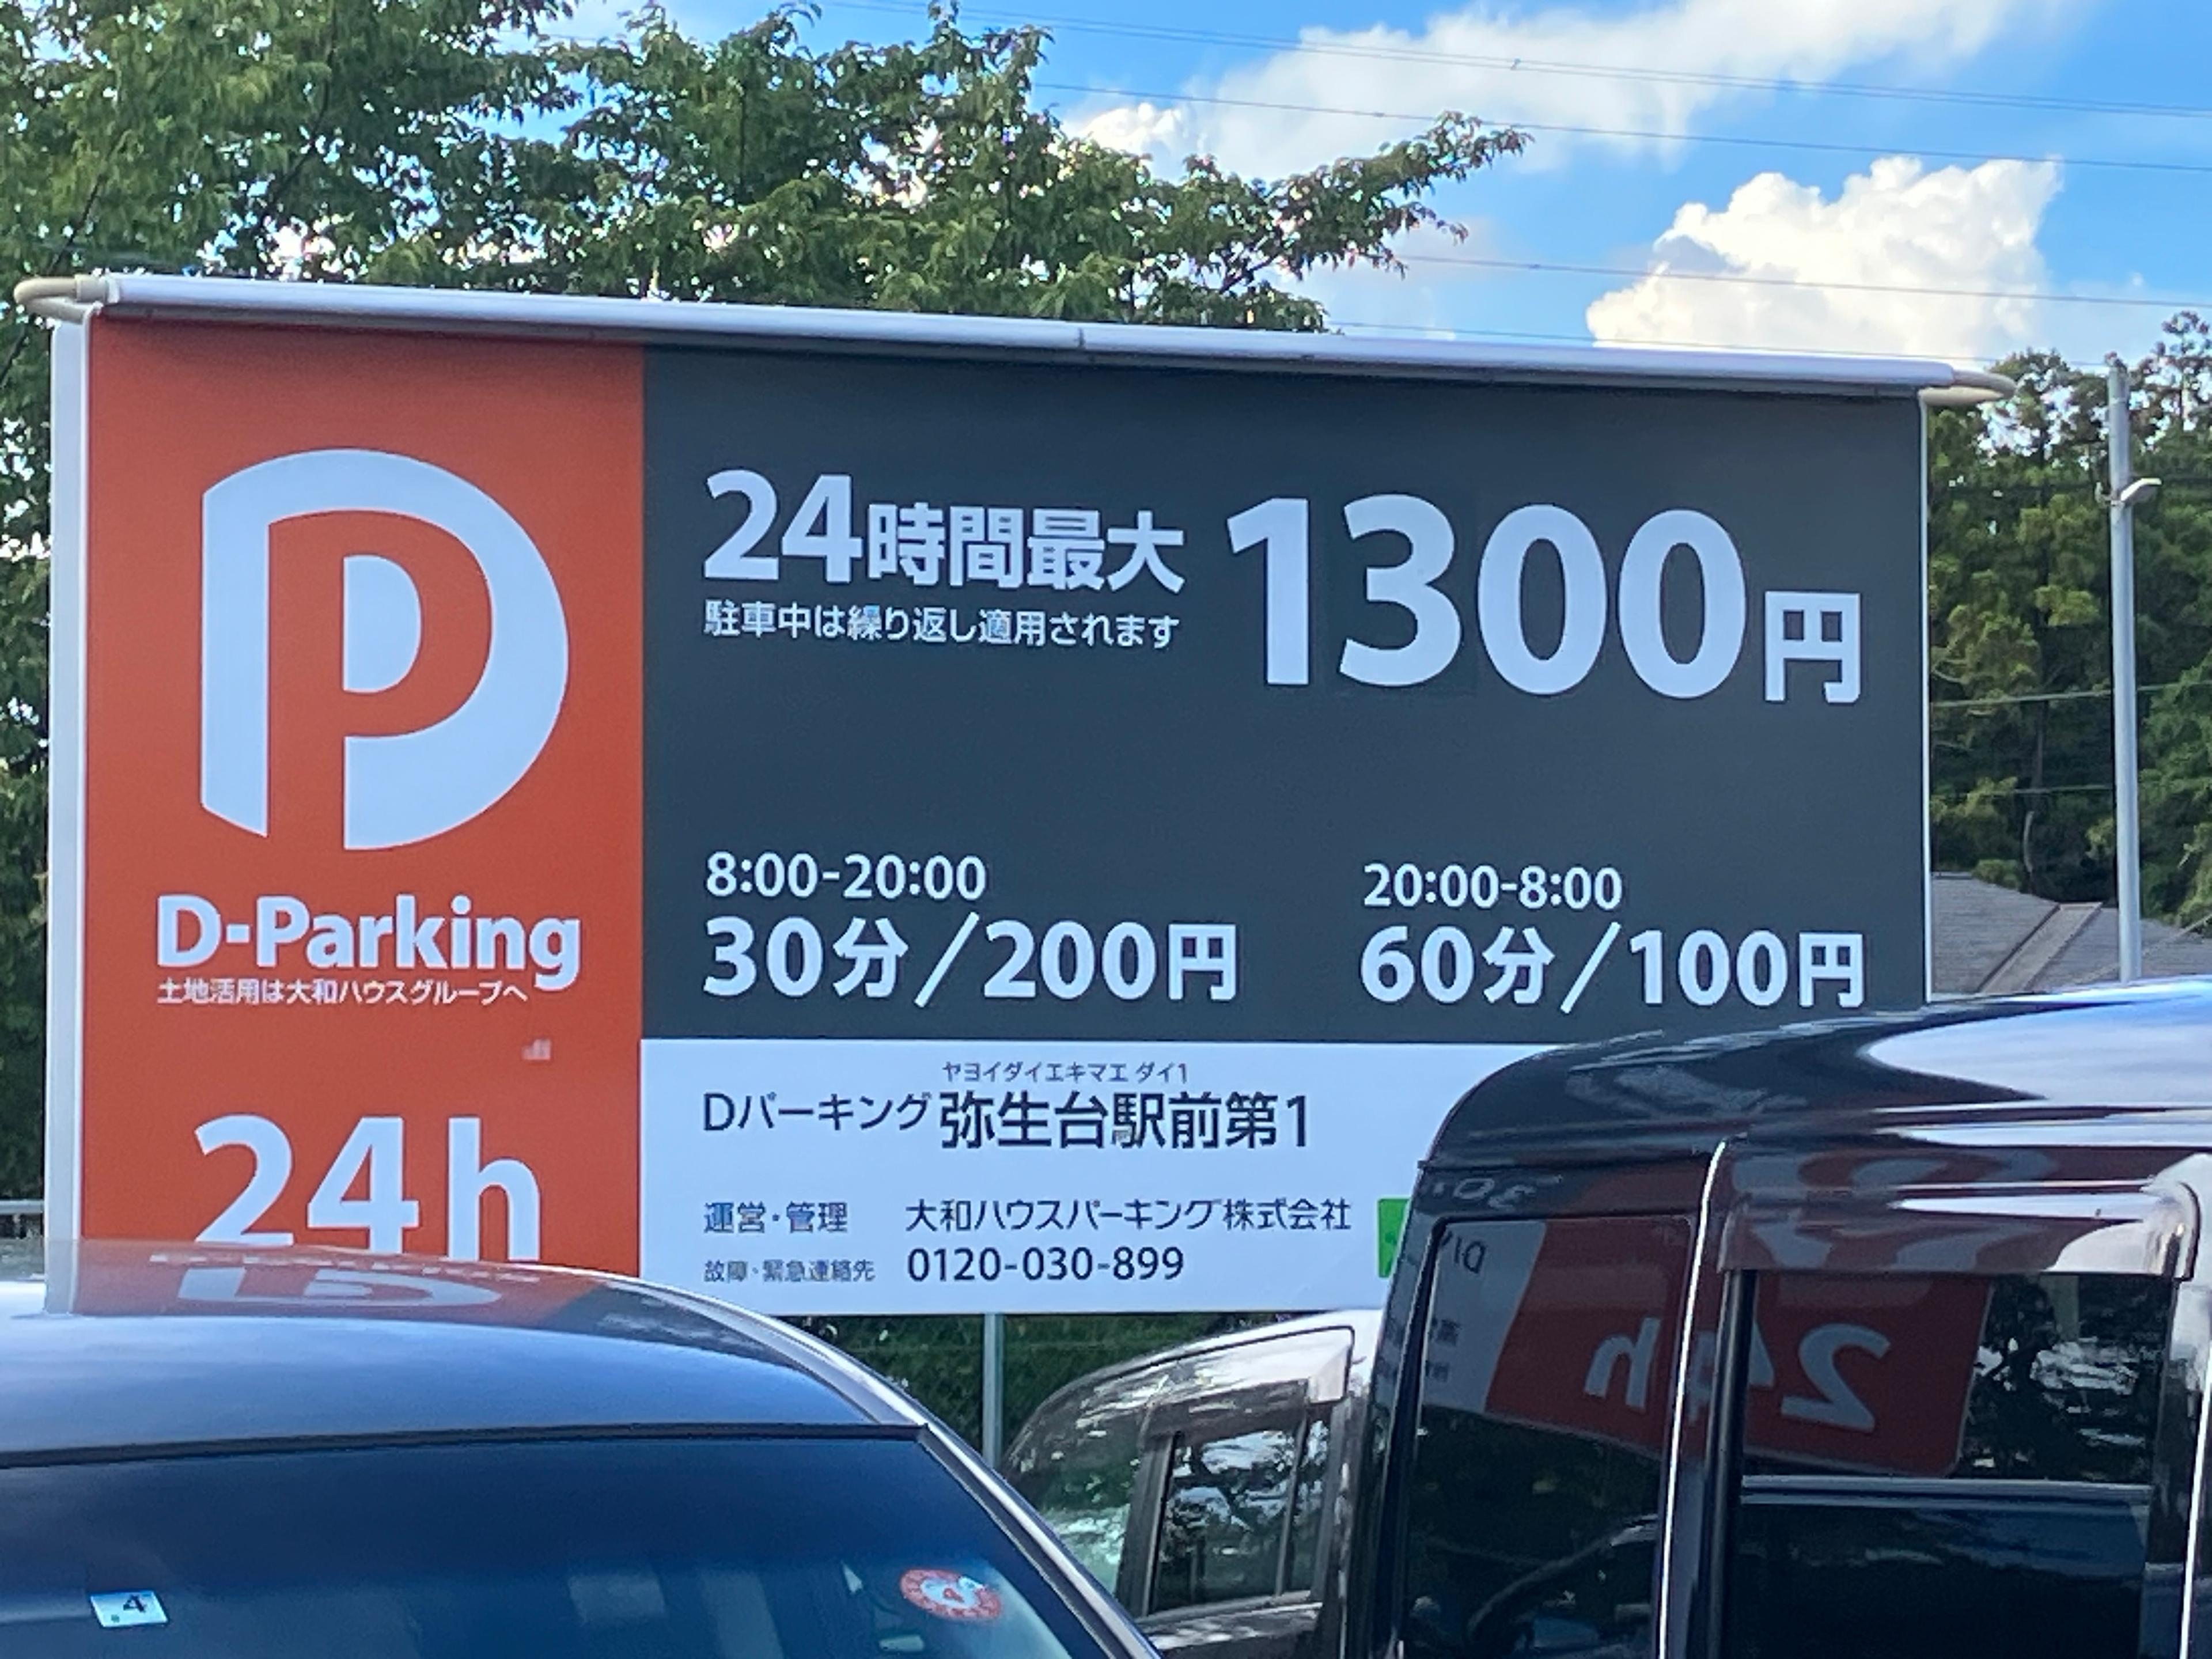 24時間最大 1300円
駐車中は繰り返し適用されます
8:00-20:00
30分/200円
20:00-8:00
60分/100円
D-Parking
土地活用は大和ハウスグループへ
24h
ヤヨイダイエキマエ ダイ1
Dパーキング 弥生台駅前第1
運営・管理 大和ハウスパーキング株式会社
故障・緊急連絡先 0120-030-899
4
24h